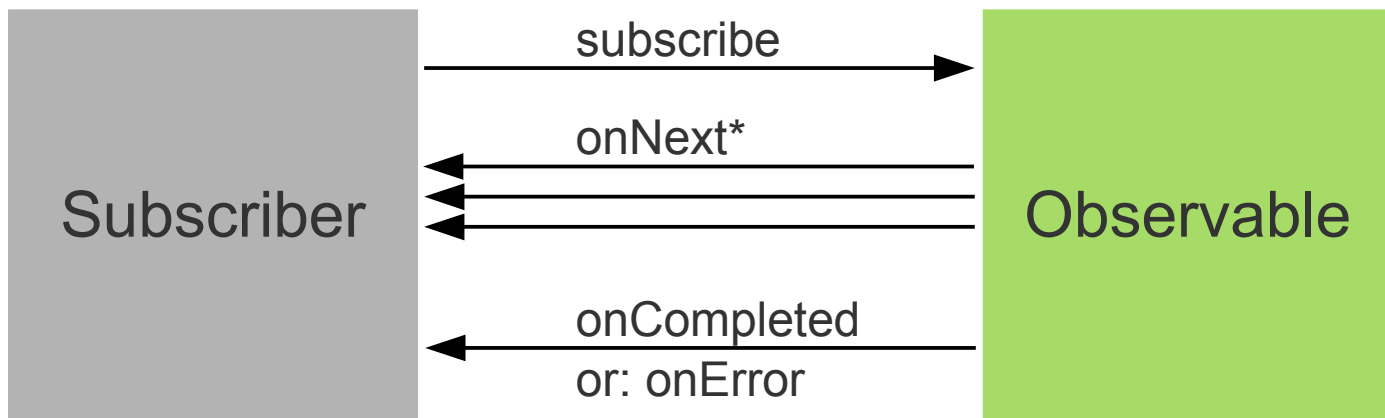 subscribe
onNext*
Subscriber
Observable
onCompleted
or: onError